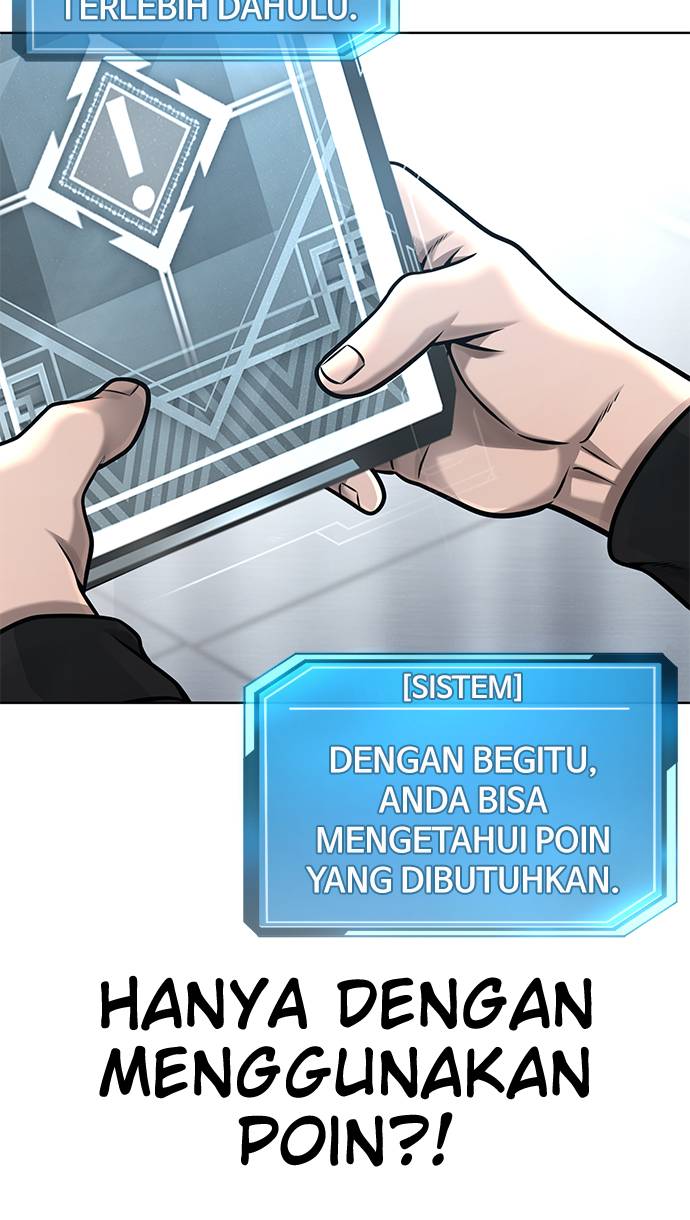 TERLEBIH DAHULU.
[SISTEM]
DENGAN BEGITU,
ANDA BISA
MENGETAHUI POIN
YANG DIBUTUHKAN.
HANYA DENGAN
MENGGUNAKAN
POIN?!